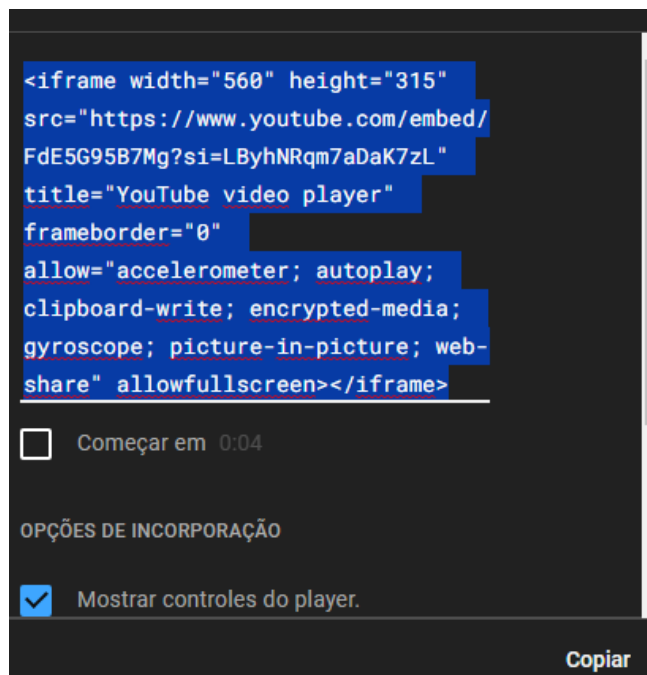 <iframe width="560" height="315"
src="https://www.youtube.com/embed/
FdE5G95B7Mg?si=LByhNRqm7aDaK7zL"
title="YouTube video player"
frameborder="0"
allow="accelerometer; autoplay;
clipboard-write; encrypted-media;
gyroscope; picture-in-picture; web-
share" allowfullscreen></iframe>
Começar em 0:04
OPÇÕES DE INCORPORAÇÃO
Mostrar controles do player.
Copiar